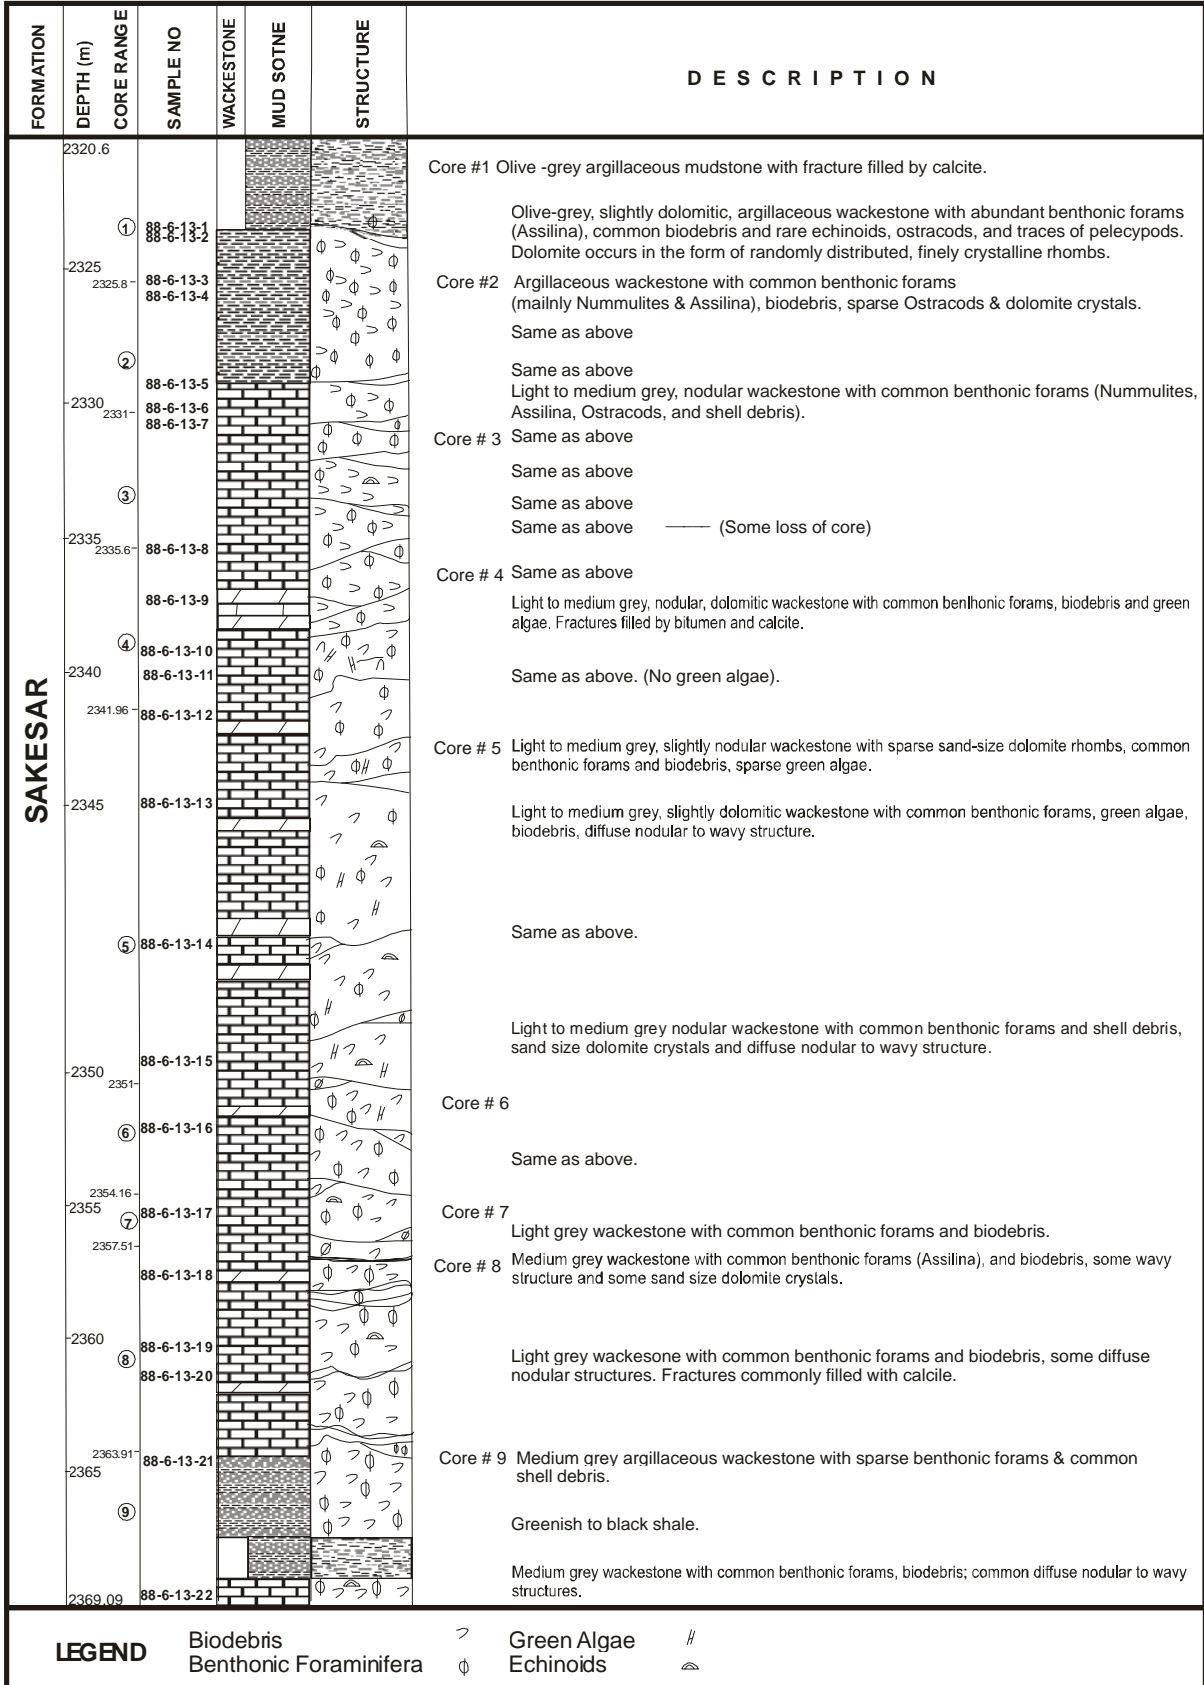 FORMATION
DEPTH (m)
CORE RANGE
SAMPLE NO
WACKESTONE
MUD SOTNE
STRUCTURE
DESCRIPTION
SAKESAR
2320.6
Core #1 Olive -grey argillaceous mudstone with fracture filled by calcite.
1 88-6-13-1
88-6-13-2
Olive-grey, slightly dolomitic, argillaceous wackestone with abundant benthonic forams
(Assilina), common biodebris and rare echinoids, ostracods, and traces of pelecypods.
Dolomite occurs in the form of randomly distributed, finely crystalline rhombs.
2325
2325.8 88-6-13-3
88-6-13-4
Core #2 Argillaceous wackestone with common benthonic forams
(mailnly Nummulites & Assilina), biodebris, sparse Ostracods & dolomite crystals.
Same as above
2
Same as above
88-6-13-5
Light to medium grey, nodular wackestone with common benthonic forams (Nummulites,
Assilina, Ostracods, and shell debris).
2330
2331 88-6-13-6
88-6-13-7
Core # 3 Same as above
Same as above
3
Same as above
Same as above (Some loss of core)
2335
2335.6 88-6-13-8
Core # 4 Same as above
88-6-13-9
Light to medium grey, nodular, dolomitic wackestone with common benlhonic forams, biodebris and green
algae. Fractures filled by bitumen and calcite.
4
88-6-13-10
2340 88-6-13-11
Same as above. (No green algae).
2341.96 88-6-13-12
Core # 5 Light to medium grey, slightly nodular wackestone with sparse sand-size dolomite rhombs, common
benthonic forams and biodebris, sparse green algae.
2345 88-6-13-13
Light to medium grey, slightly dolomitic wackestone with common benthonic forams, green algae,
biodebris, diffuse nodular to wavy structure.
5 88-6-13-14
Same as above.
Light to medium grey nodular wackestone with common benthonic forams and shell debris,
sand size dolomite crystals and diffuse nodular to wavy structure.
88-6-13-15
2350
2351
Core # 6
6 88-6-13-16
Same as above.
2354.16
2355 88-6-13-17
7
Core # 7
Light grey wackestone with common benthonic forams and biodebris.
2357.51
Core # 8 Medium grey wackestone with common benthonic forams (Assilina), and biodebris, some wavy
structure and some sand size dolomite crystals.
88-6-13-18
2360
88-6-13-19
8
88-6-13-20
Light grey wackesone with common benthonic forams and biodebris, some diffuse
nodular structures. Fractures commonly filled with calcile.
2363.91
88-6-13-21
2365
Core # 9 Medium grey argillaceous wackestone with sparse benthonic forams & common
shell debris.
9
Greenish to black shale.
Medium grey wackestone with common benthonic forams, biodebris; common diffuse nodular to wavy
structures.
2369.09 88-6-13-22
LEGEND
Biodebris
Green Algae
Benthonic Foraminifera
Echinoids